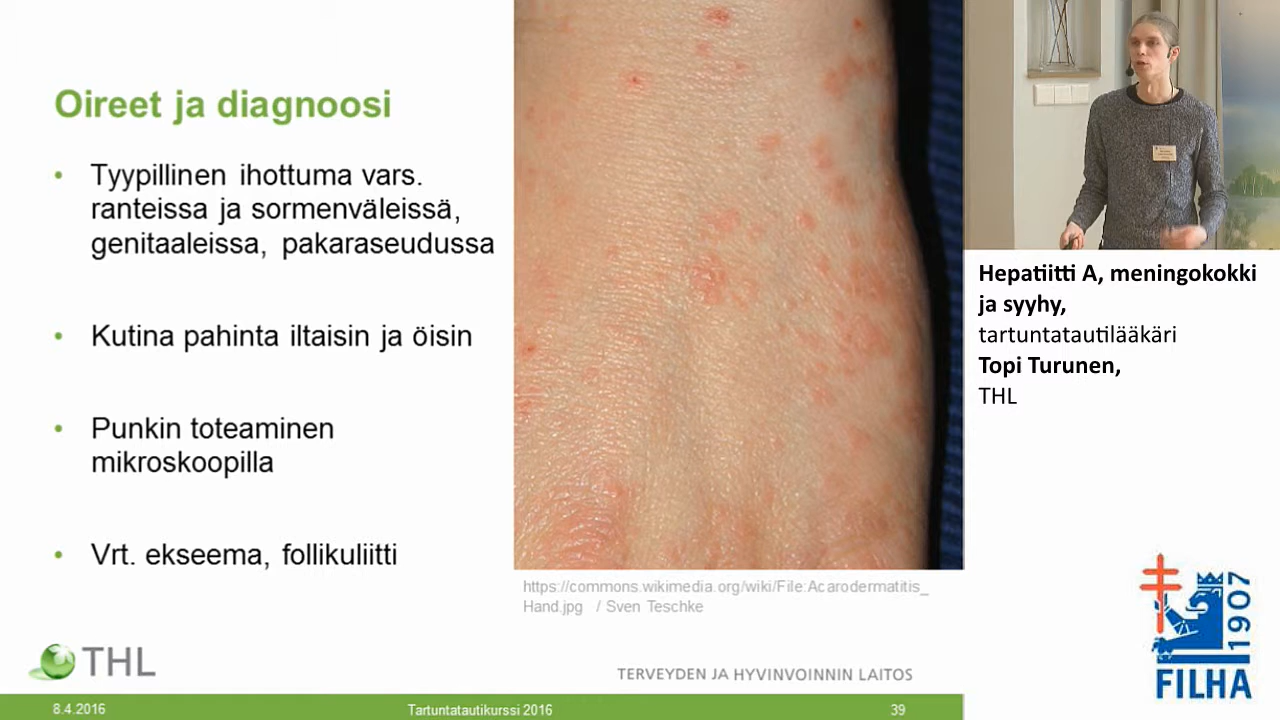 Oireet ja diagnoosi
• Tyypillinen ihottuma vars.
ranteissa ja sormenväleissä,
genitaaleissa, pakaraseudussa
• Kutina pahinta iltaisin ja öisin
• Punkin toteaminen
mikroskoopilla
• Vrt. ekseema, follikuliitti
https://commons.wikimedia.org/wiki/File:Acarodermatitis_
Hand.jpg / Sven Teschke
THL
TERVEYDEN JA HYVINVOINNIN LAITOS
8.4.2016
Tartuntatautikurssi 2016
39
Hepatiitti A, meningokokki
ja syyhy,
tartuntatautilääkäri
Topi Turunen,
THL
1907
FILHA